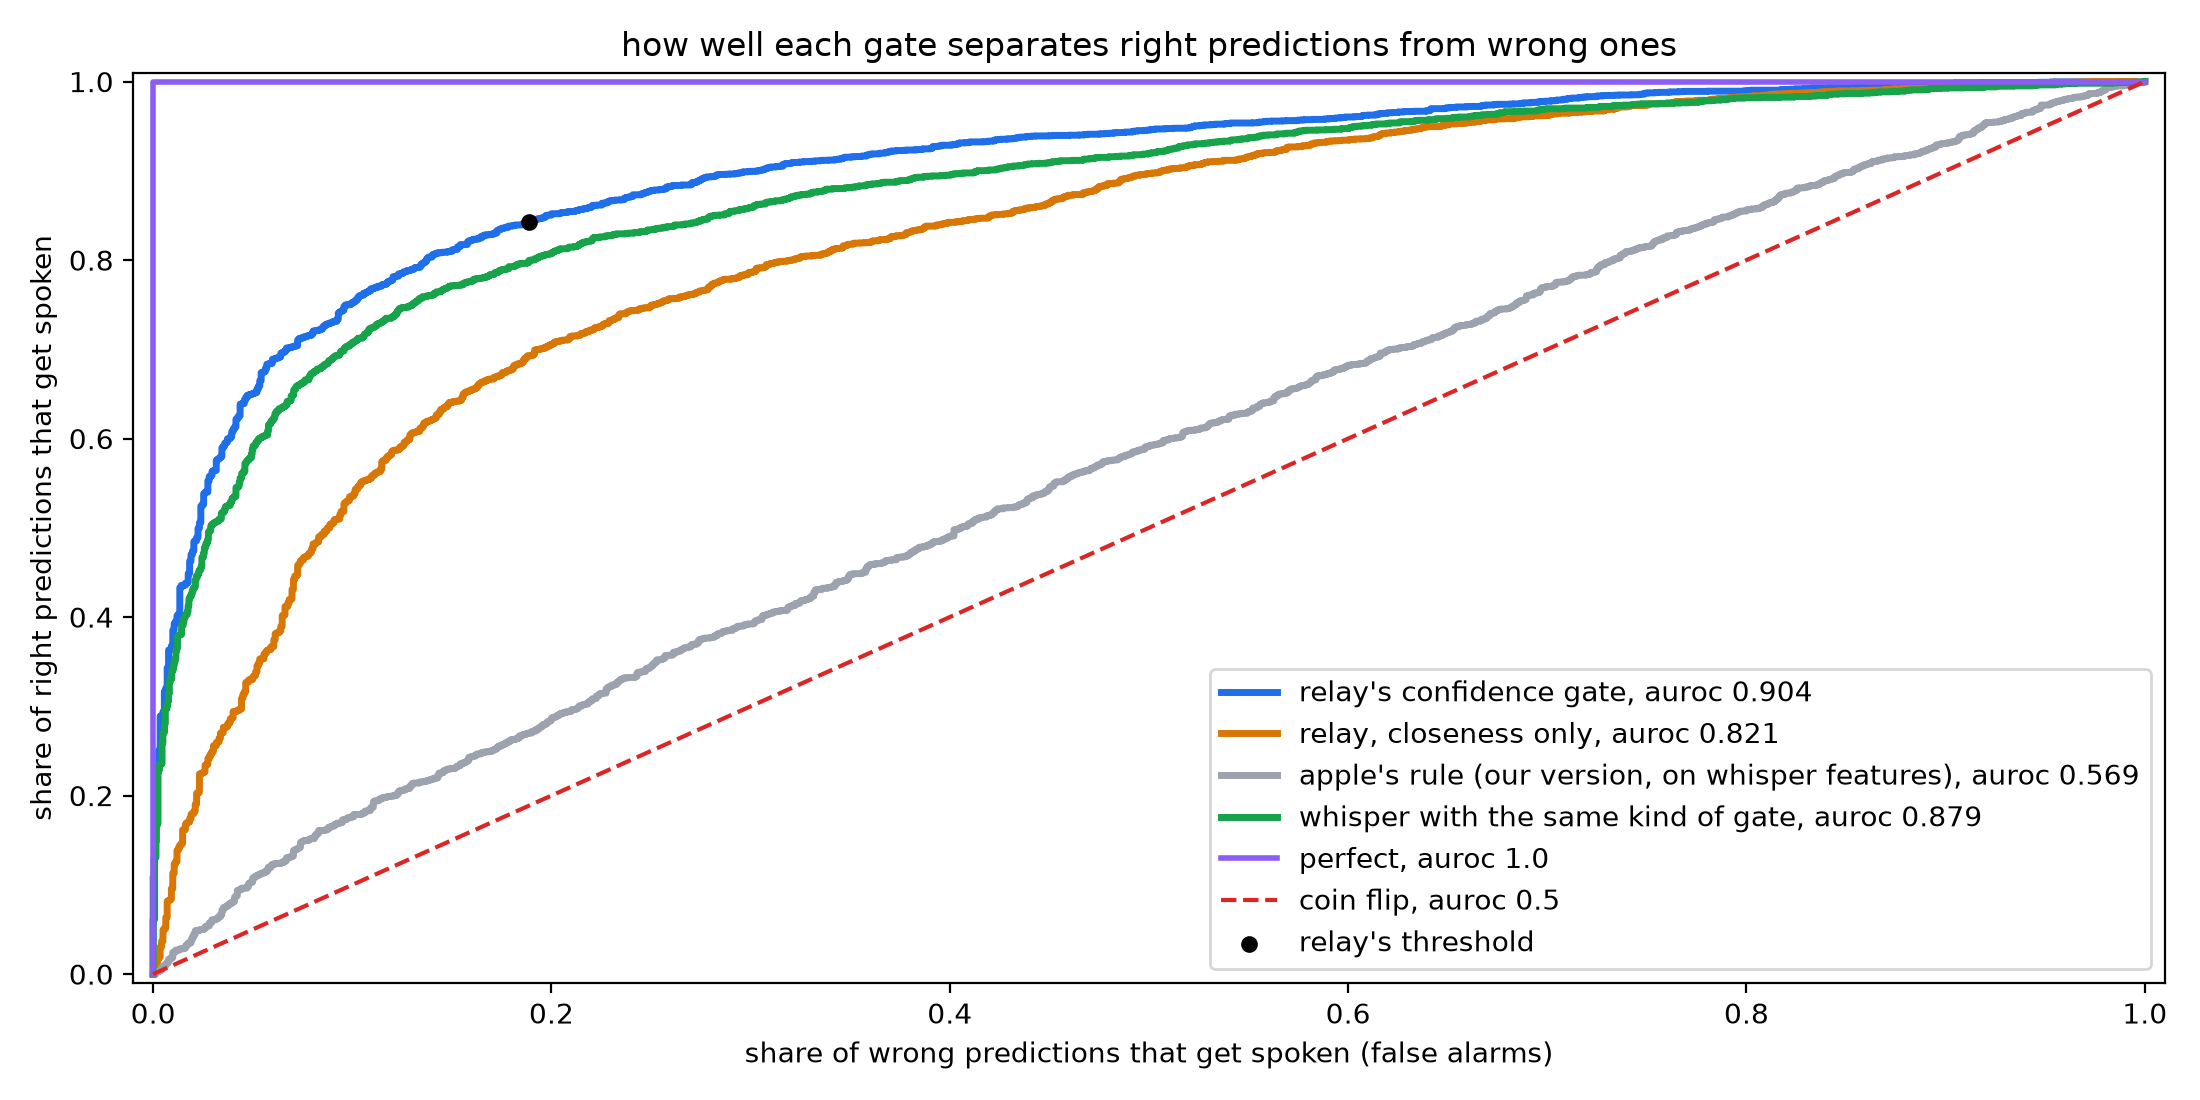 how well each gate separates right predictions from wrong ones
share of right predictions that get spoken
1.0
0.8
0.6
0.4
0.2
0.0
relay's confidence gate, auroc 0.904
relay, closeness only, auroc 0.821
apple's rule (our version, on whisper features), auroc 0.569
whisper with the same kind of gate, auroc 0.879
perfect, auroc 1.0
coin flip, auroc 0.5
relay's threshold
0.0 0.2 0.4 0.6 0.8 1.0
share of wrong predictions that get spoken (false alarms)